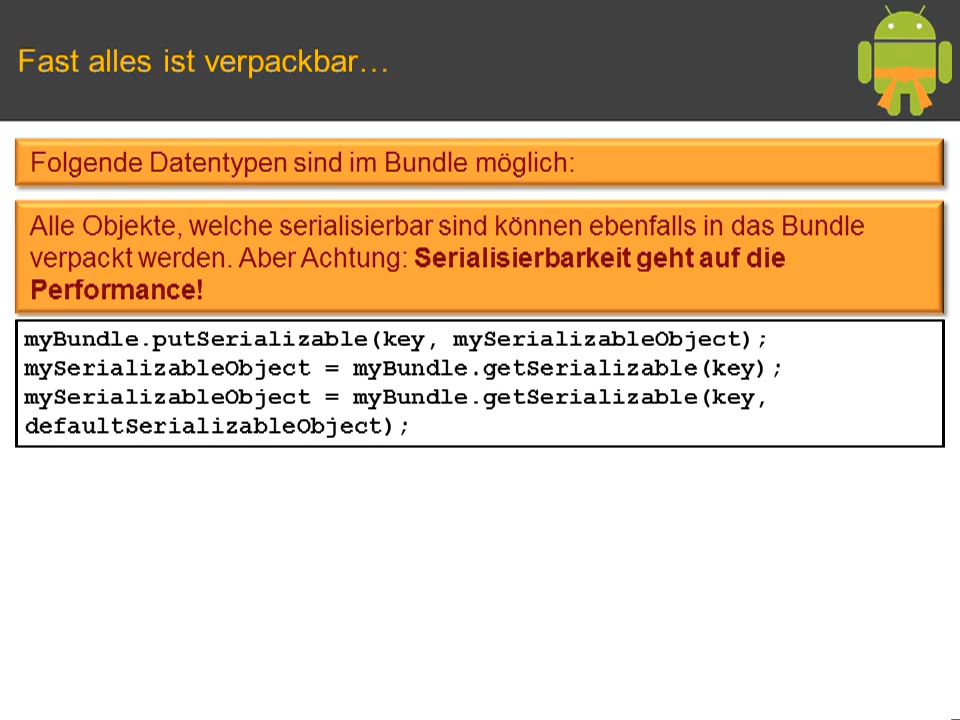 Fast alles ist verpackbar…
Folgende Datentypen sind im Bundle möglich:
Alle Objekte, welche serialisierbar sind können ebenfalls in das Bundle
verpackt werden. Aber Achtung: Serialisierbarkeit geht auf die
Performance!
myBundle.putSerializable(key, mySerializableObject);
mySerializableObject = myBundle.getSerializable(key);
mySerializableObject = myBundle.getSerializable(key,
defaultSerializableObject);